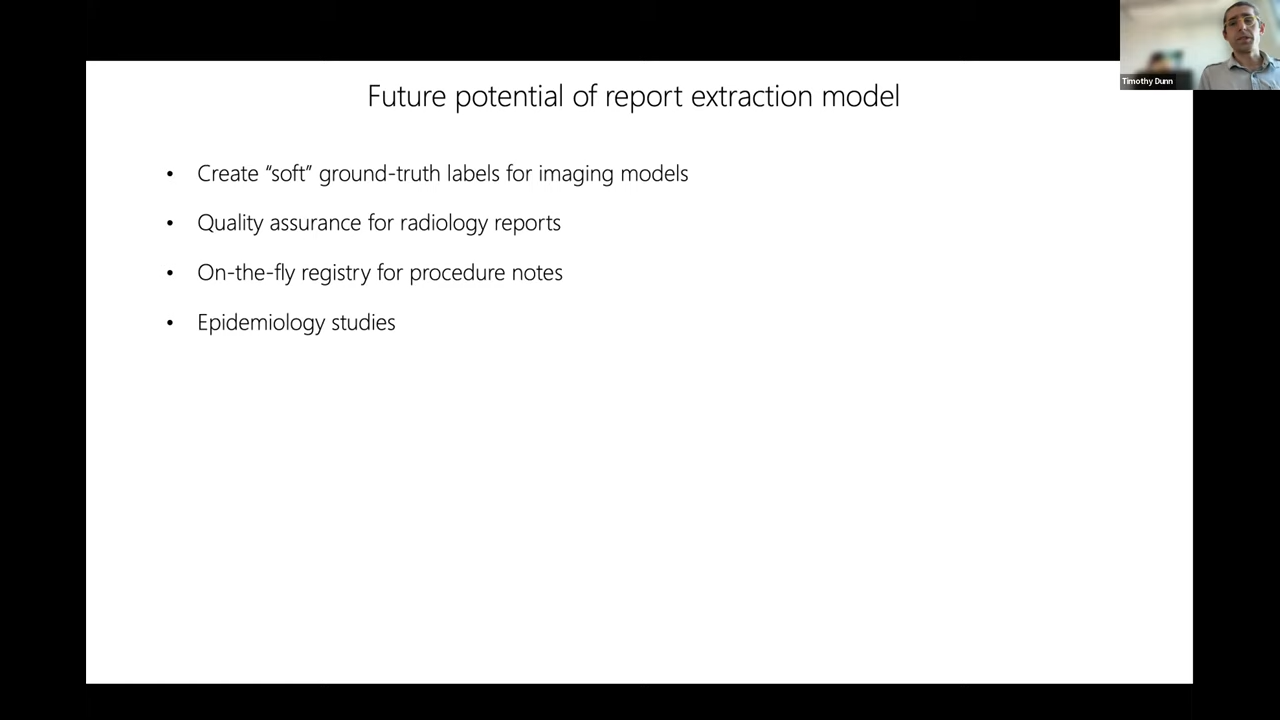 Timothy Dunn
Future potential of report extraction model
• Create “soft” ground-truth labels for imaging models
• Quality assurance for radiology reports
• On-the-fly registry for procedure notes
• Epidemiology studies